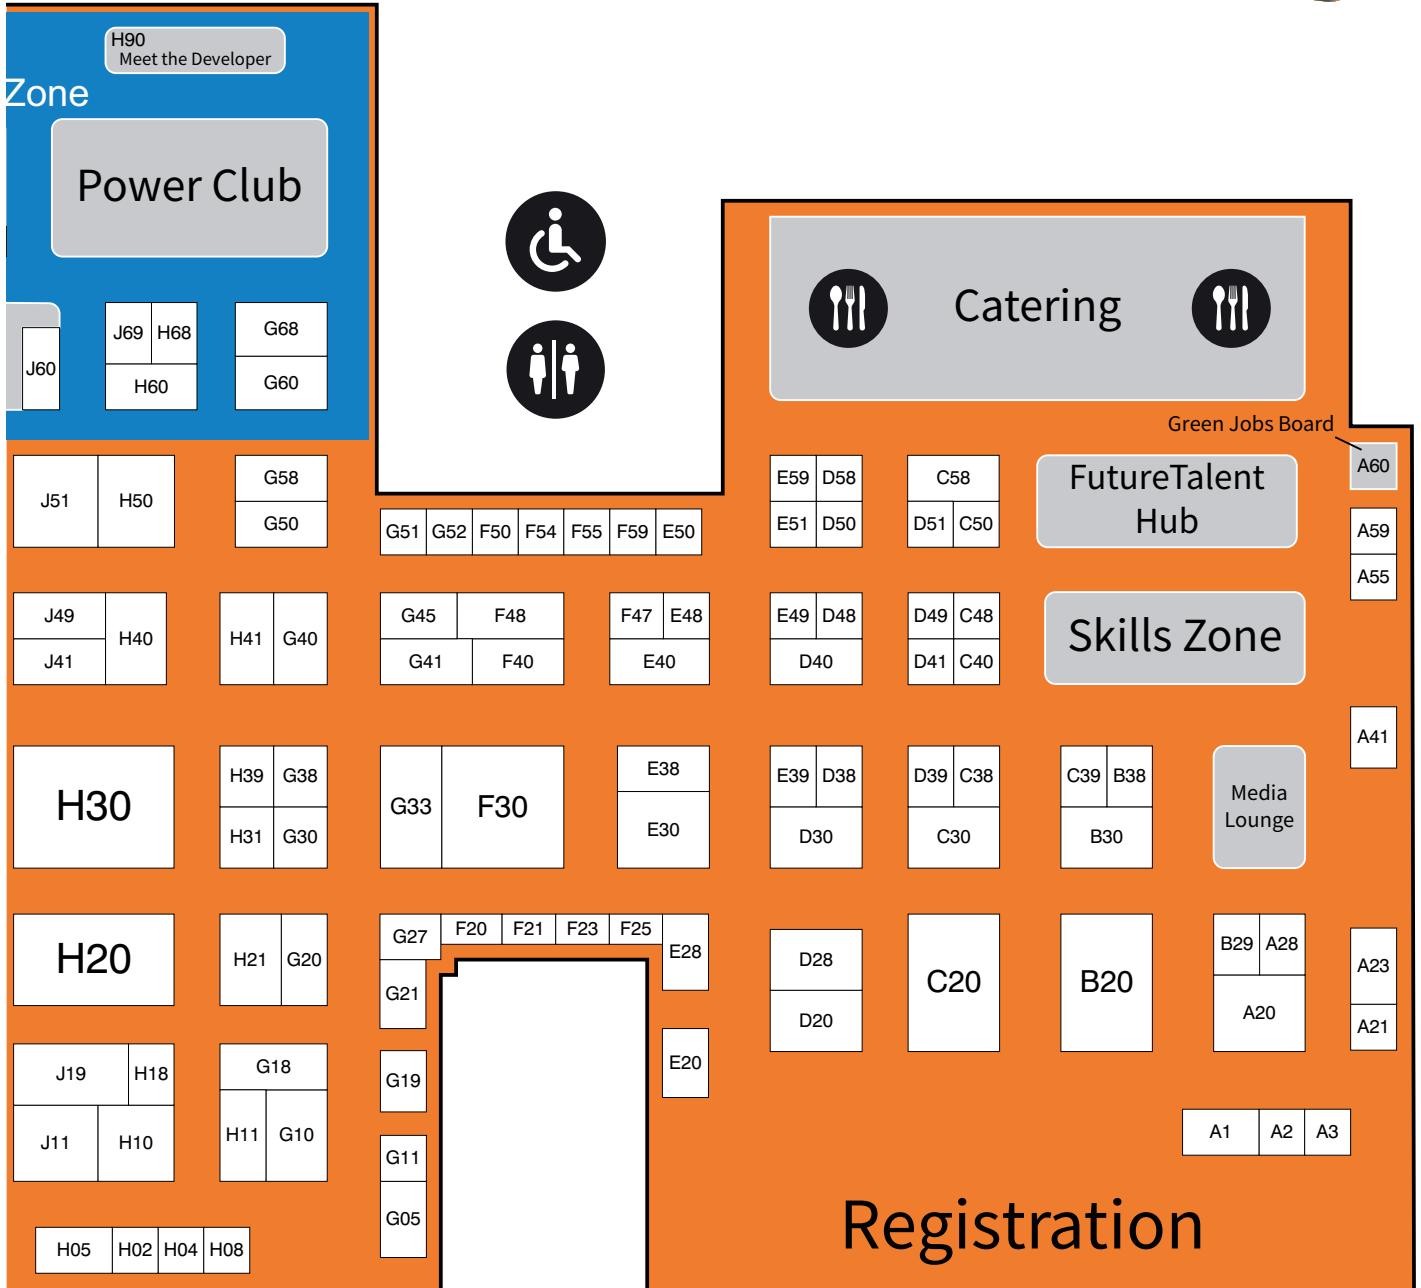 H90
Meet the Developer
Zone
Power Club
J69 H68 G68
J60 H60 G60
Catering
Green Jobs Board
J51 H50 G58
G50
G51 G52 F50 F54 F55 F59 E50
E59 D58 C58
E51 D50 D51 C50
FutureTalent
Hub
A60
A59
A55
J49 H40 H41 G40 G45 F48 F47 E48 E49 D48 D49 C48
J41 G41 F40 E40 D40 D41 C40
Skills Zone
A41
H30 H39 G38 G33 F30 E38 E39 D38 D39 C38 C39 B38
H31 G30 E30 D30 C30 B30
Media
Lounge
H20 H21 G20 G27 F20 F21 F23 F25 E28 D28 C20 B20 B29 A28 A23
G21 D20 A20 A21
J19 H18 G18 G19 E20
J11 H10 H11 G10 G11
A1 A2 A3
G05
Registration
H05 H02 H04 H08